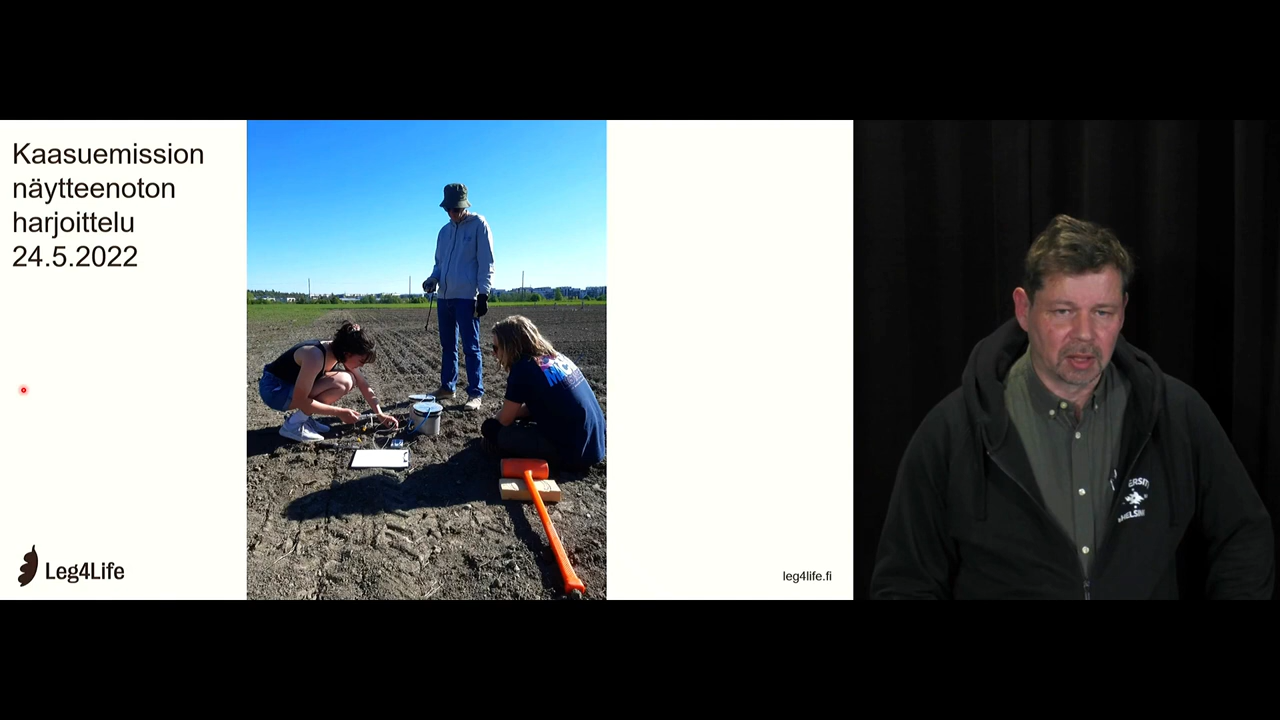 Kaasuemission
näytteenoton
harjoittelu
24.5.2022
Leg4Life
leg4life.fi